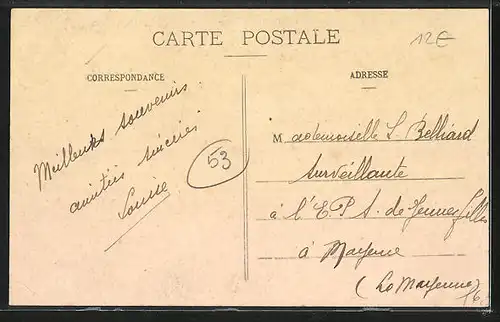 CARTE POSTALE
12€
CORRESPONDANCE
ADRESSE
Meilleurs souvenirs
amitiés sincères
Louise
53
Mademoiselle S. Belliard
Surveillante
à l'E.P.S. de Jeunes filles
à Mayenne
(La Mayenne)